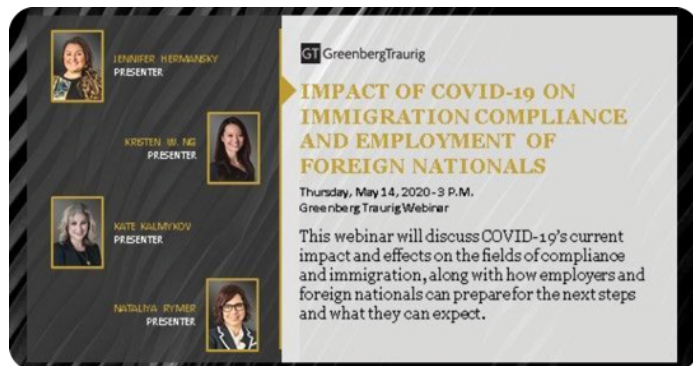 JENNIFER HERMANSKY
PRESENTER
KRISTEN W. NG
PRESENTER
KATE KALMYKOV
PRESENTER
NATALIYA RYMER
PRESENTER
GT GreenbergTraurig
IMPACT OF COVID-19 ON
IMMIGRATION COMPLIANCE
AND EMPLOYMENT OF
FOREIGN NATIONALS
Thursday, May 14, 2020-3 P.M.
Greenberg Traurig Webinar
This webinar will discuss COVID-19's current
impact and effects on the fields of compliance
and immigration, along with how employers and
foreign nationals can prepare for the next steps
and what they can expect.